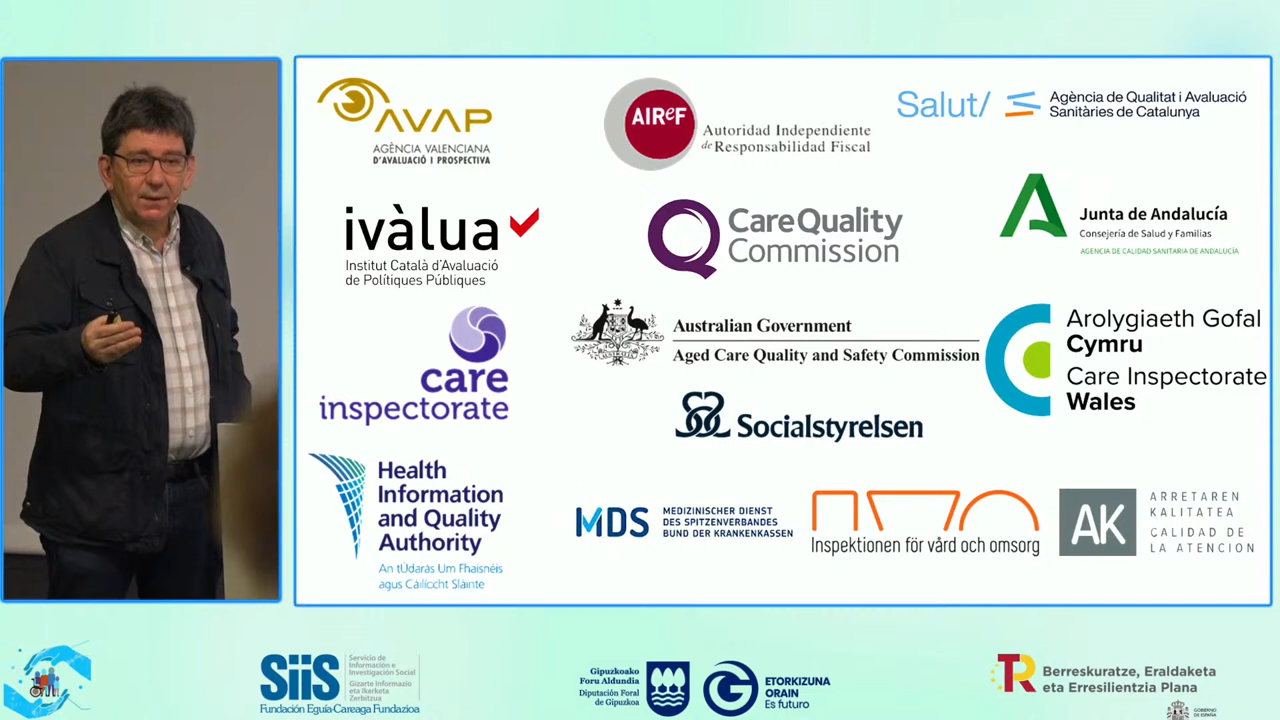 AVAP
AGÈNCIA VALENCIANA
D'AVALUACIÓ I PROSPECTIVA
AIReF
Autoridad Independiente
de Responsabilidad Fiscal
Salut/
Agència de Qualitat i Avaluació
Sanitàries de Catalunya
ivàlua
Institut Català d'Avaluació
de Polítiques Públiques
CareQuality
Commission
Junta de Andalucía
Consejería de Salud y Familias
AGENCIA DE CALIDAD SANITARIA DE ANDALUCÍA
care
inspectorate
Australian Government
Aged Care Quality and Safety Commission
Arolygiaeth Gofal
Cymru
Care Inspectorate
Wales
Socialstyrelsen
Health
Information
and Quality
Authority
An tÚdarás Um Fhaisnéis
agus Cáilíocht Sláinte
MDS
MEDIZINISCHER DIENST
DES SPITZENVERBANDES
BUND DER KRANKENKASSEN
Inspektionen för vård och omsorg
AK
ARRETAREN
KALITATEA
CALIDAD DE
LA ATENCION
SiiS
Servicio de
Información e
Investigación Social
Gizarte Informazio
eta Ikerketa
Zerbitzua
Fundación Eguía-Careaga Fundazioa
Gipuzkoako
Foru Aldundia
Diputación Foral
de Gipuzkoa
ETORKIZUNA
ORAIN
Es futuro
TR
Berreskuratze, Eraldaketa
eta Erresilientzia Plana
GOBIERNO
DE ESPAÑA